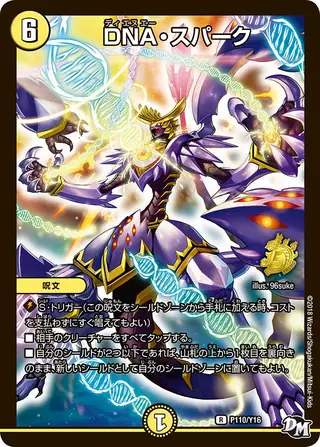 6
ディ エヌ エー
DNA・スパーク
illus. 96suke
呪文
S・トリガー(この呪文をシールドゾーンから手札に加える時、コスト
を支払わずにすぐ唱えてもよい)
■相手のクリーチャーをすべてタップする。
■自分のシールドが2つ以下であれば、山札の上から1枚目を裏向
きのまま、新しいシールドとして自分のシールドゾーンに置いてもよい。
1
R P110/Y16
©2018 Wizards/Shogakukan/Mitsui-Kids
DM